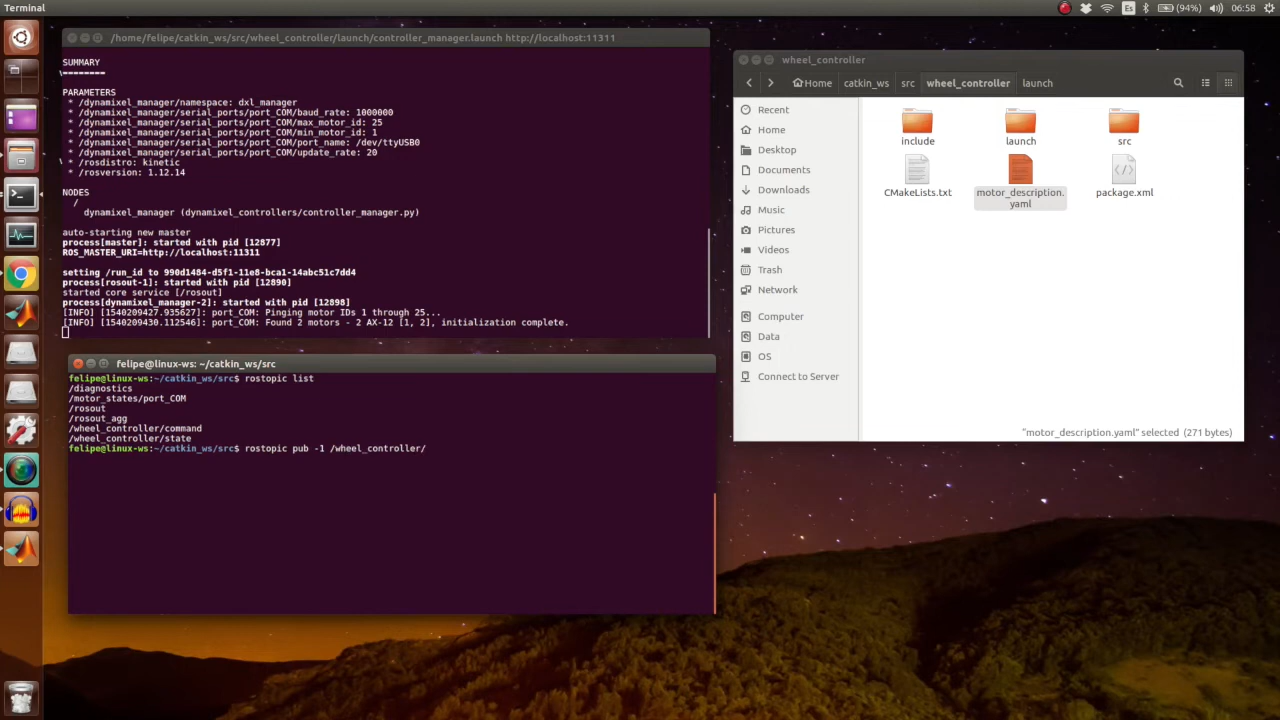 Terminal
Es
(94%)
06:58
/home/felipe/catkin_ws/src/wheel_controller/launch/controller_manager.launch http://localhost:11311
SUMMARY
========
PARAMETERS
* /dynamixel_manager/namespace: dxl_manager
* /dynamixel_manager/serial_ports/port_COM/baud_rate: 1000000
* /dynamixel_manager/serial_ports/port_COM/max_motor_id: 25
* /dynamixel_manager/serial_ports/port_COM/min_motor_id: 1
* /dynamixel_manager/serial_ports/port_COM/port_name: /dev/ttyUSB0
* /dynamixel_manager/serial_ports/port_COM/update_rate: 20
* /rosdistro: kinetic
* /rosversion: 1.12.14
NODES
/
dynamixel_manager (dynamixel_controllers/controller_manager.py)
auto-starting new master
process[master]: started with pid [12877]
ROS_MASTER_URI=http://localhost:11311
setting /run_id to 990d1484-d5f1-11e8-bca1-14abc51c7dd4
process[rosout-1]: started with pid [12890]
started core service [/rosout]
process[dynamixel_manager-2]: started with pid [12898]
[INFO] [1540209427.935627]: port_COM: Pinging motor IDs 1 through 25...
[INFO] [1540209430.112546]: port_COM: Found 2 motors - 2 AX-12 [1, 2], initialization complete.
felipe@linux-ws: ~/catkin_ws/src
felipe@linux-ws:~/catkin_ws/src$ rostopic list
/diagnostics
/motor_states/port_COM
/rosout
/rosout_agg
/wheel_controller/command
/wheel_controller/state
felipe@linux-ws:~/catkin_ws/src$ rostopic pub -1 /wheel_controller/
wheel_controller
Home catkin_ws src wheel_controller launch
Recent
Home
Desktop
Documents
Downloads
Music
Pictures
Videos
Trash
Network
Computer
Data
OS
Connect to Server
include launch src
CMakeLists.txt motor_description. package.xml
yaml
"motor_description.yaml" selected (271 bytes)